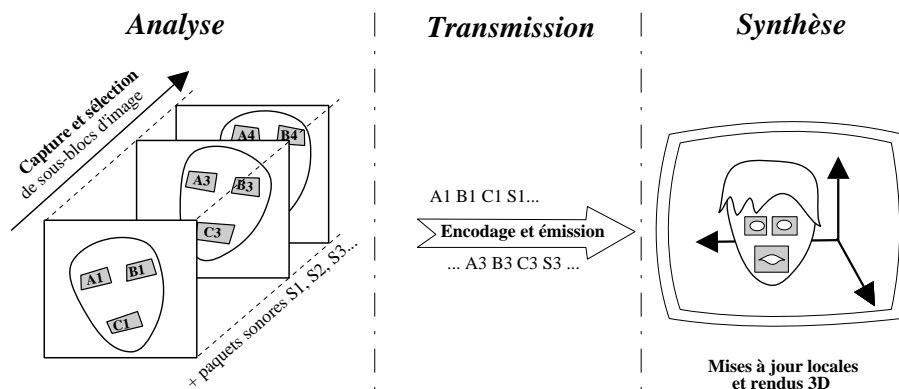 Analyse
Transmission
Synthèse
Capture et sélection
de sous-blocs d'image
A4
B4
A3
B3
C3
A1
B1
C1
+ paquets sonores S1, S2, S3...
A1 B1 C1 S1...
Encodage et émission
... A3 B3 C3 S3 ...
Mises à jour locales
et rendus 3D